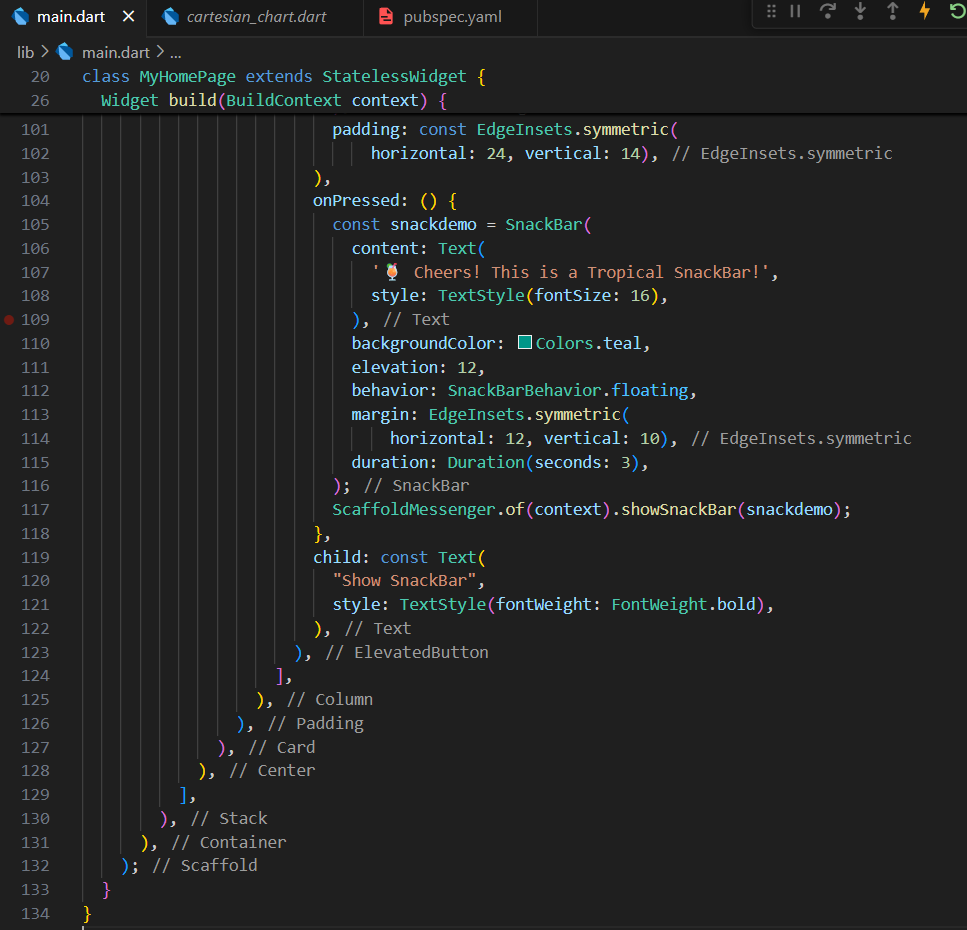 main.dart × cartesian_chart.dart pubspec.yaml
lib > main.dart > ...
20 class MyHomePage extends StatelessWidget {
26 Widget build(BuildContext context) {
101 padding: const EdgeInsets.symmetric(
102 horizontal: 24, vertical: 14), // EdgeInsets.symmetric
103 ),
104 onPressed: () {
105 const snackdemo = SnackBar(
106 content: Text(
107 '🍹 Cheers! This is a Tropical SnackBar!',
108 style: TextStyle(fontSize: 16),
109 ), // Text
110 backgroundColor: Colors.teal,
111 elevation: 12,
112 behavior: SnackBarBehavior.floating,
113 margin: EdgeInsets.symmetric(
114 horizontal: 12, vertical: 10), // EdgeInsets.symmetric
115 duration: Duration(seconds: 3),
116 ); // SnackBar
117 ScaffoldMessenger.of(context).showSnackBar(snackdemo);
118 },
119 child: const Text(
120 "Show SnackBar",
121 style: TextStyle(fontWeight: FontWeight.bold),
122 ), // Text
123 ), // ElevatedButton
124 ],
125 ), // Column
126 ), // Padding
127 ), // Card
128 ), // Center
129 ],
130 ), // Stack
131 ), // Container
132 ); // Scaffold
133 }
134 }